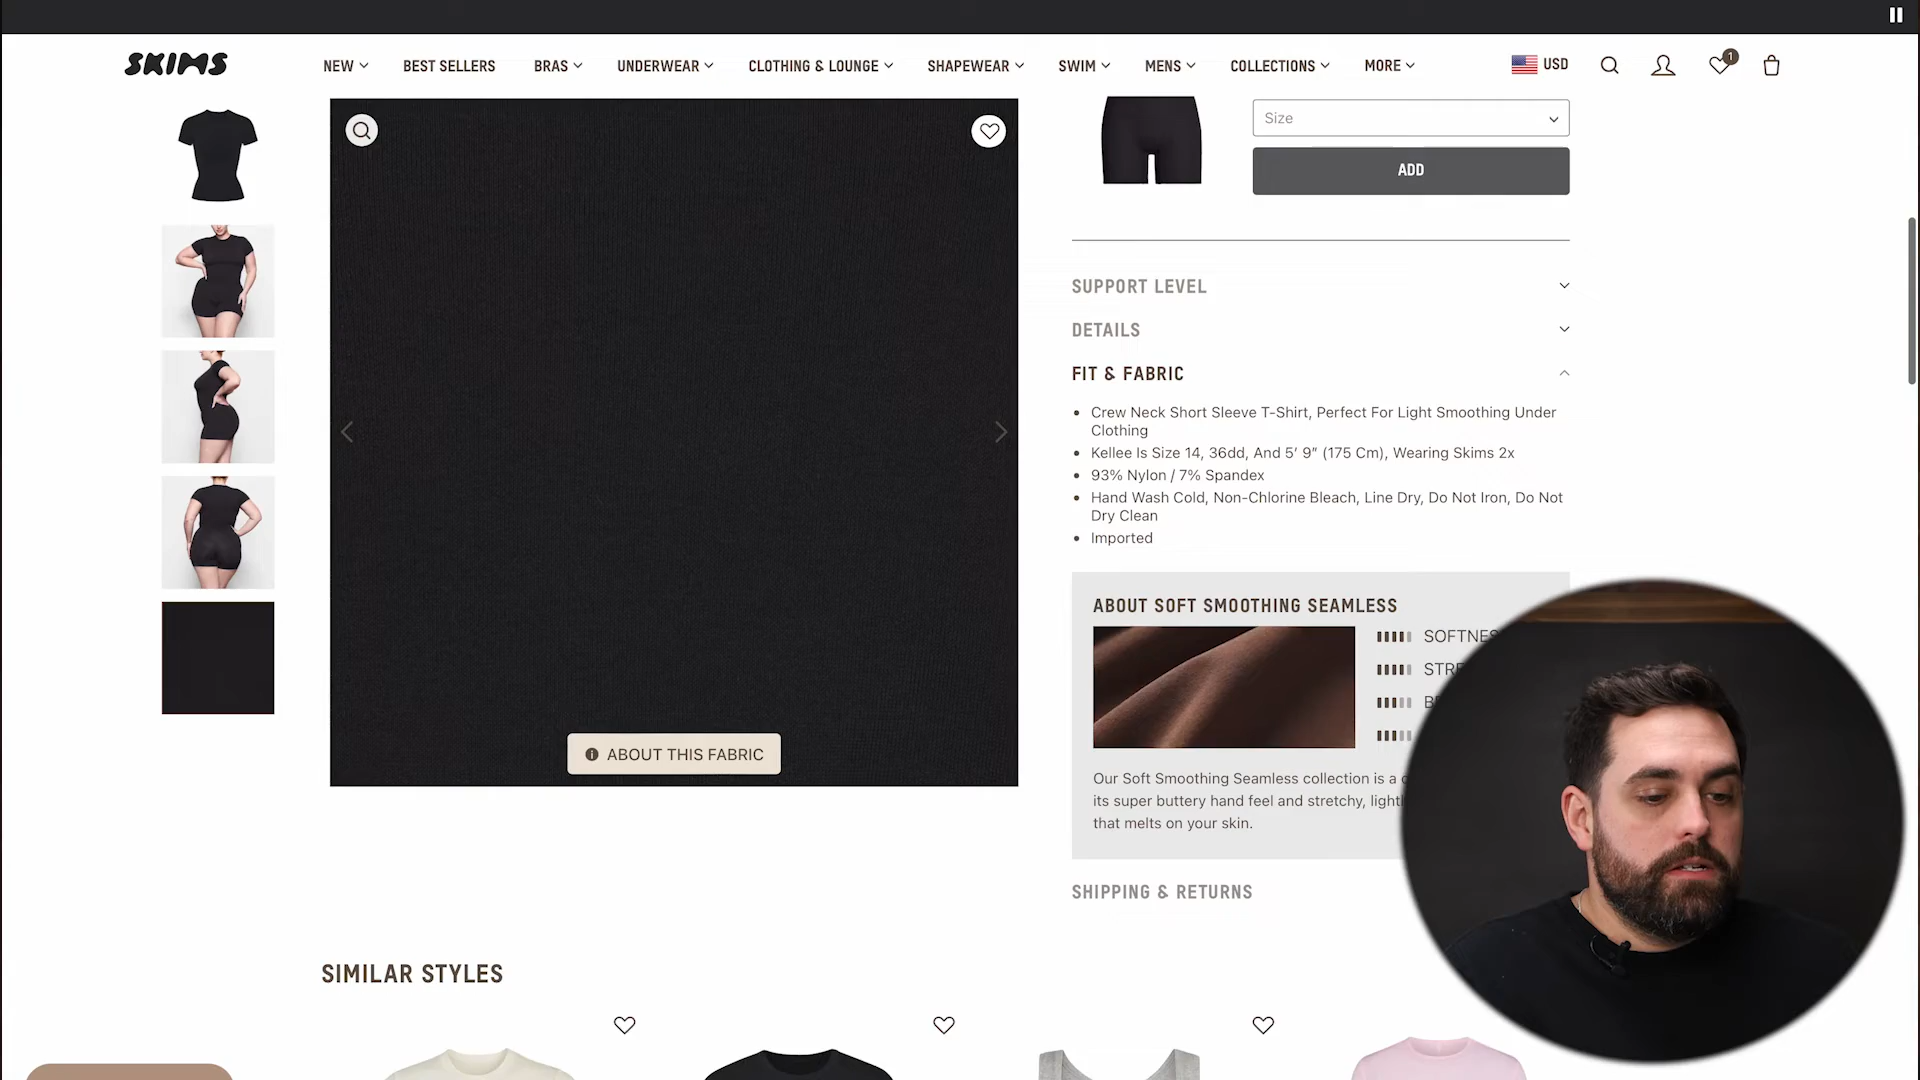 SKIMS
NEW
BEST SELLERS
BRAS
UNDERWEAR
CLOTHING & LOUNGE
SHAPEWEAR
SWIM
MENS
COLLECTIONS
MORE
USD
1
Size
ADD
SUPPORT LEVEL
DETAILS
FIT & FABRIC
Crew Neck Short Sleeve T-Shirt, Perfect For Light Smoothing Under
Clothing
Kellee Is Size 14, 36dd, And 5’ 9” (175 Cm), Wearing Skims 2x
93% Nylon / 7% Spandex
Hand Wash Cold, Non-Chlorine Bleach, Line Dry, Do Not Iron, Do Not
Dry Clean
Imported
ABOUT SOFT SMOOTHING SEAMLESS
Our Soft Smoothing Seamless collection is a
its super buttery hand feel and stretchy,
that melts on your skin.
ABOUT THIS FABRIC
SHIPPING & RETURNS
SIMILAR STYLES